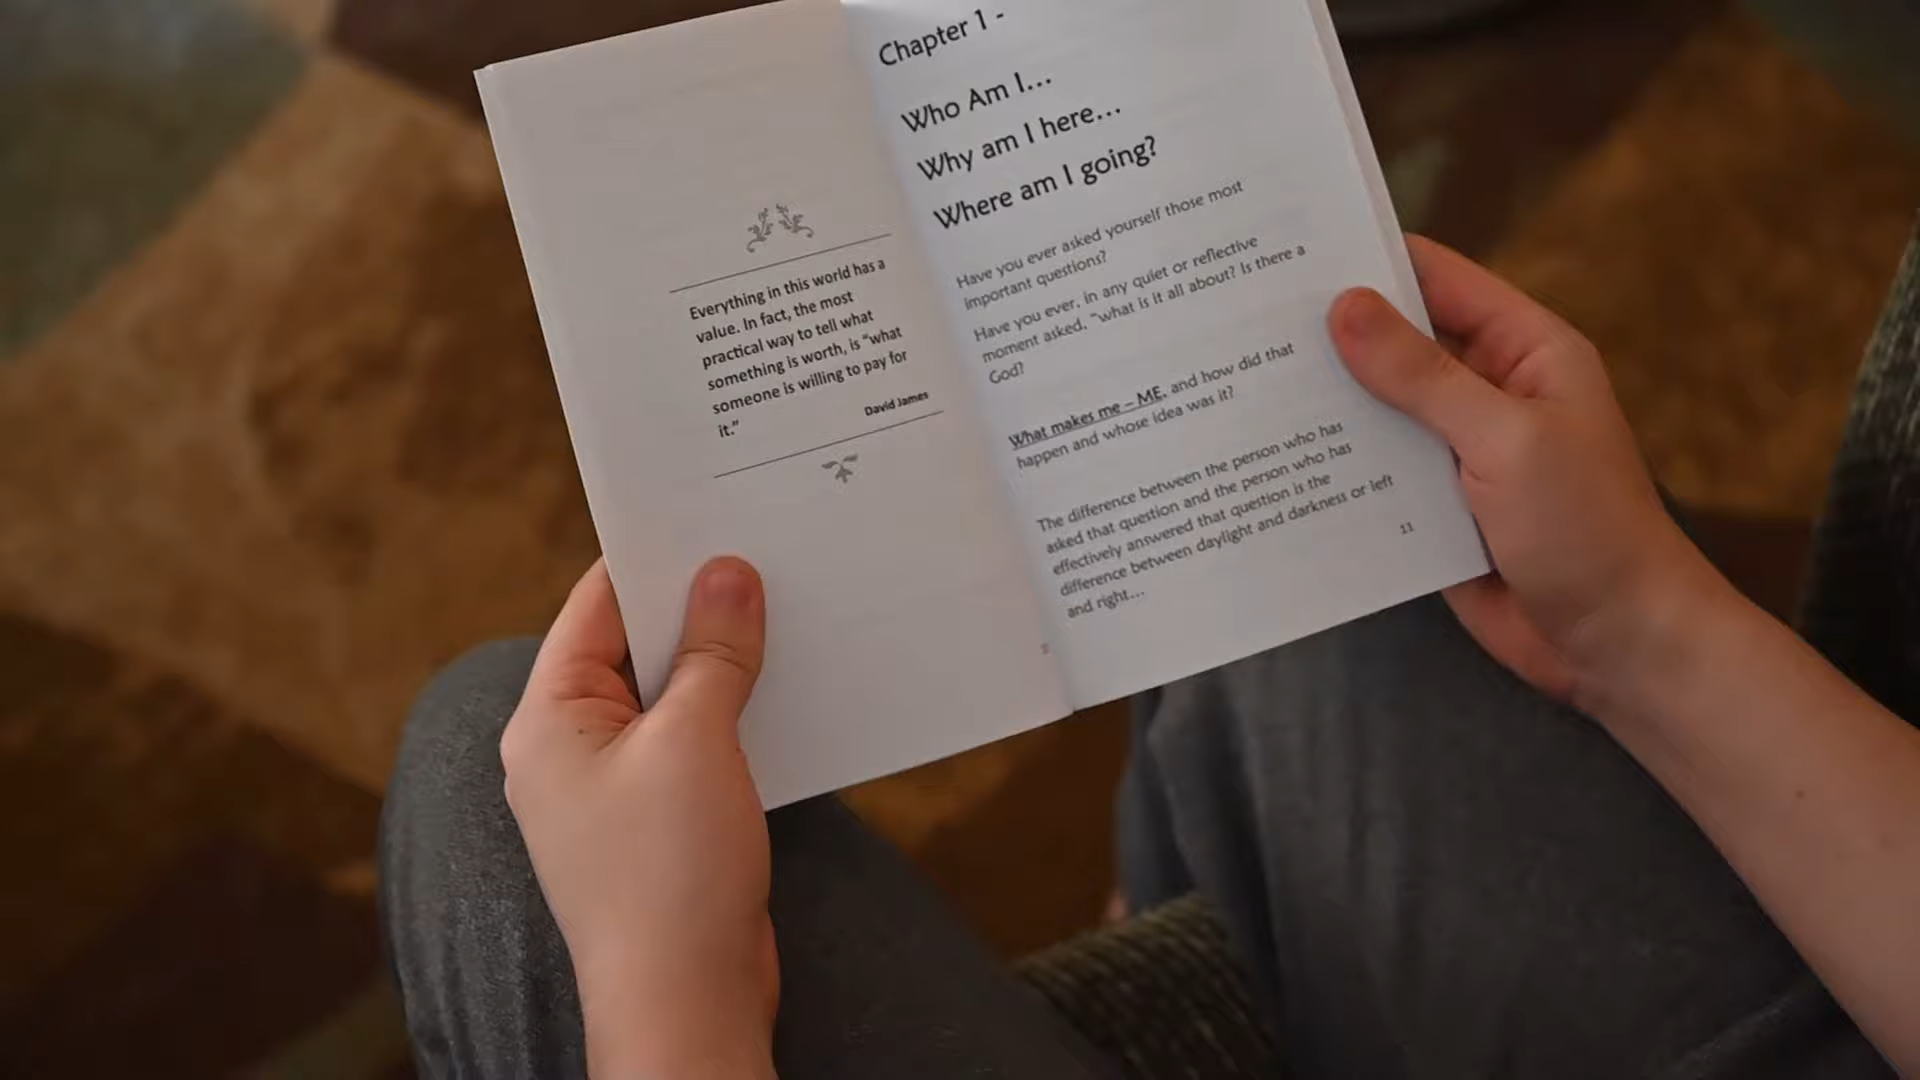 Everything in this world has a
value. In fact, the most
practical way to tell what
something is worth, is “what
someone is willing to pay for
it.”
David James
Chapter 1 -
Who Am I...
Why am I here...
Where am I going?
Have you ever asked yourself those most
important questions?
Have you ever, in any quiet or reflective
moment asked, “what is it all about? Is there a
God?
What makes me – ME, and how did that
happen and whose idea was it?
The difference between the person who has
asked that question and the person who has
effectively answered that question is the
difference between daylight and darkness or left
and right...
11